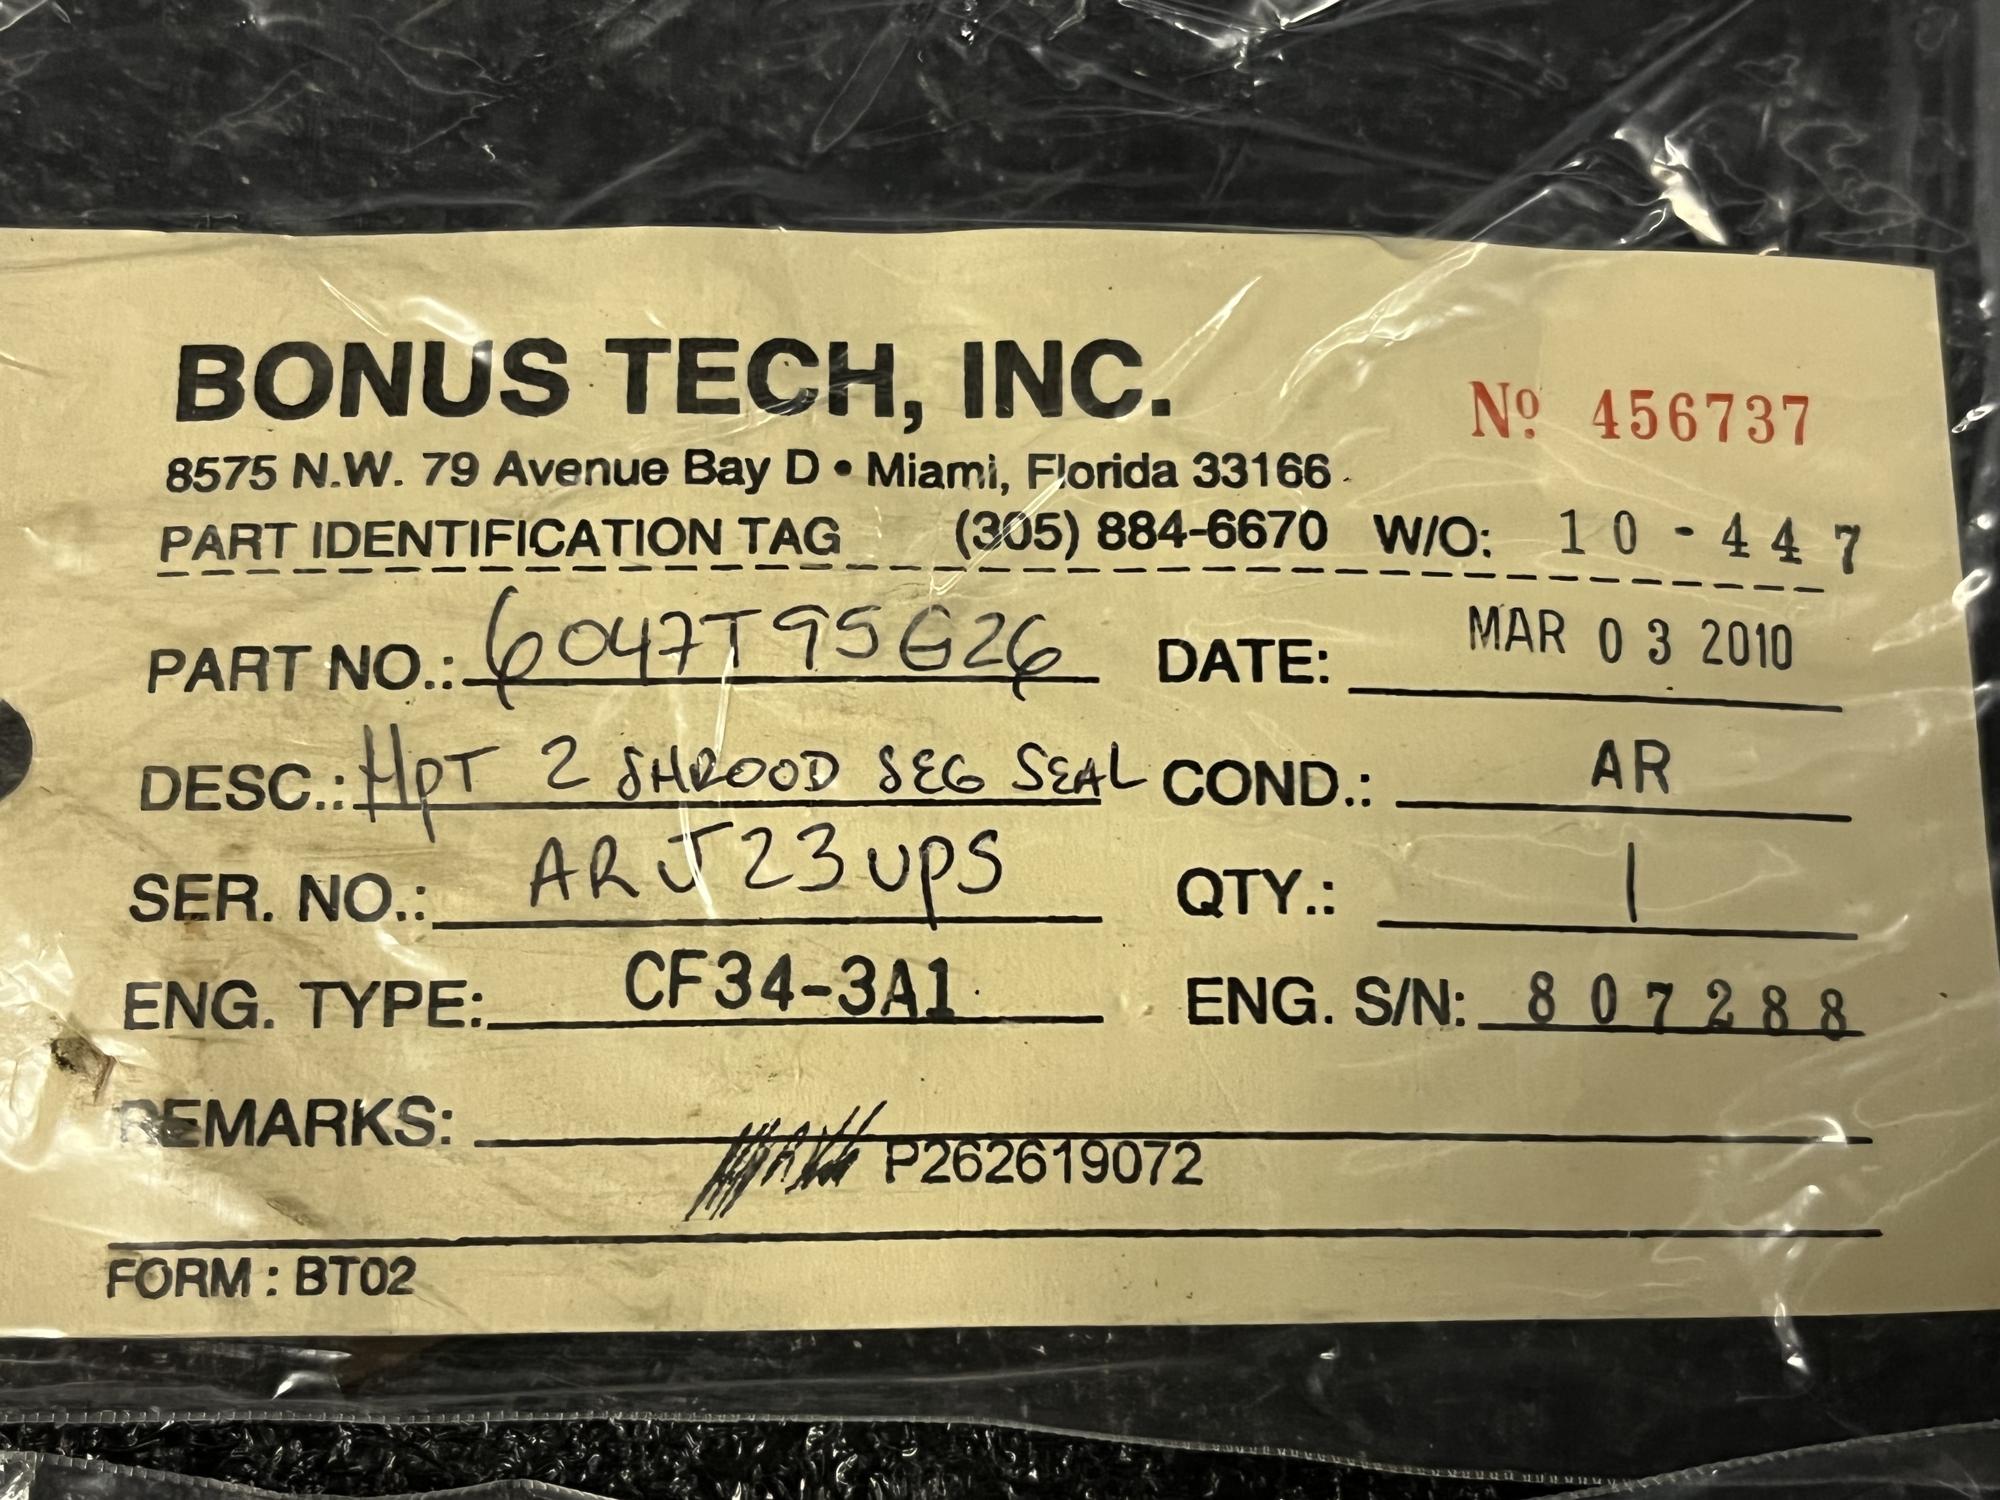 BONUS TECH, INC.
Nº 456737
8575 N.W. 79 Avenue Bay D • Miami, Florida 33166
PART IDENTIFICATION TAG (305) 884-6670 W/O: 10-447
PART NO.: 6047T95G26 DATE: MAR 03 2010
DESC.: HpT 2 SHROOD SEG SEAL COND.: AR
SER. NO.: ARJ23UPS QTY.: 1
ENG. TYPE: CF34-3A1 ENG. S/N: 807288
REMARKS:
P262619072
FORM : BT02